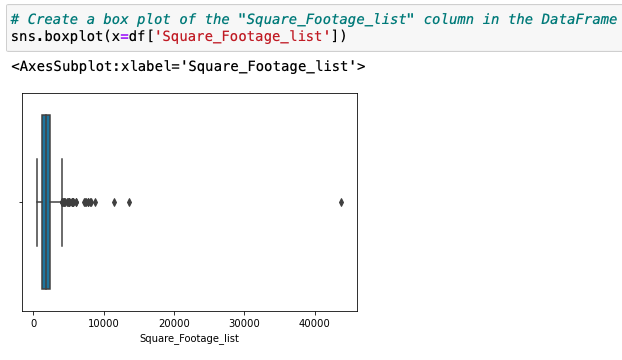 # Create a box plot of the "Square_Footage_list" column in the DataFrame
sns.boxplot(x=df['Square_Footage_list'])
<AxesSubplot:xlabel='Square_Footage_list'>
0 10000 20000 30000 40000
Square_Footage_list